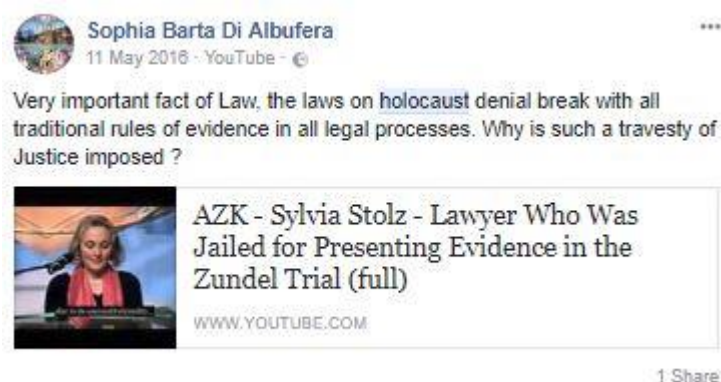 Sophia Barta Di Albufera
11 May 2016 · YouTube ·
Very important fact of Law, the laws on holocaust denial break with all
traditional rules of evidence in all legal processes. Why is such a travesty of
Justice imposed ?
AZK - Sylvia Stolz - Lawyer Who Was
Jailed for Presenting Evidence in the
Zundel Trial (full)
WWW.YOUTUBE.COM
1 Share